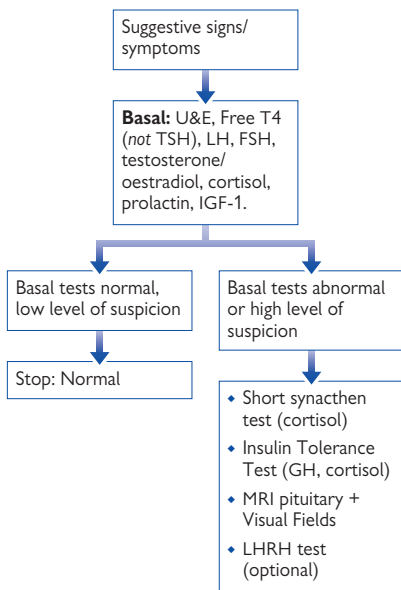 Suggestive signs/
symptoms
Basal: U&E, Free T4
(not TSH), LH, FSH,
testosterone/
oestradiol, cortisol,
prolactin, IGF-1.
Basal tests normal,
low level of suspicion
Stop: Normal
Basal tests abnormal
or high level of
suspicion
◆ Short synacthen
test (cortisol)
◆ Insulin Tolerance
Test (GH, cortisol)
◆ MRI pituitary +
Visual Fields
◆ LHRH test
(optional)